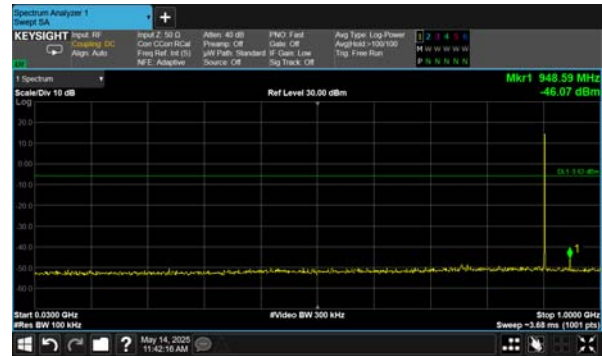 Spectrum Analyzer 1
Swept SA
KEYSIGHT Input: RF
Coupling: DC
Align: Auto
Input Z: 50 Ω
Corr CCorr RCal
Freq Ref: Int (S)
NFE: Adaptive
Atten: 40 dB
Preamp: Off
µW Path: Standard
Source: Off
PNO: Fast
Gate: Off
IF Gain: Low
Sig Track: Off
Avg Type: Log-Power
Avg|Hold:>100/100
Trig: Free Run
1 2 3 4 5 6
M W W W W W
P N N N N N
1 Spectrum
Scale/Div 10 dB
Ref Level 30.00 dBm
Mkr1 948.59 MHz
-46.07 dBm
Log
20.0
10.0
0.00
-10.0
-20.0
-30.0
-40.0
-50.0
-60.0
1
Start 0.0300 GHz
#Res BW 100 kHz
#Video BW 300 kHz
Stop 1.0000 GHz
Sweep ~3.68 ms (1001 pts)
May 14, 2025
11:42:16 AM